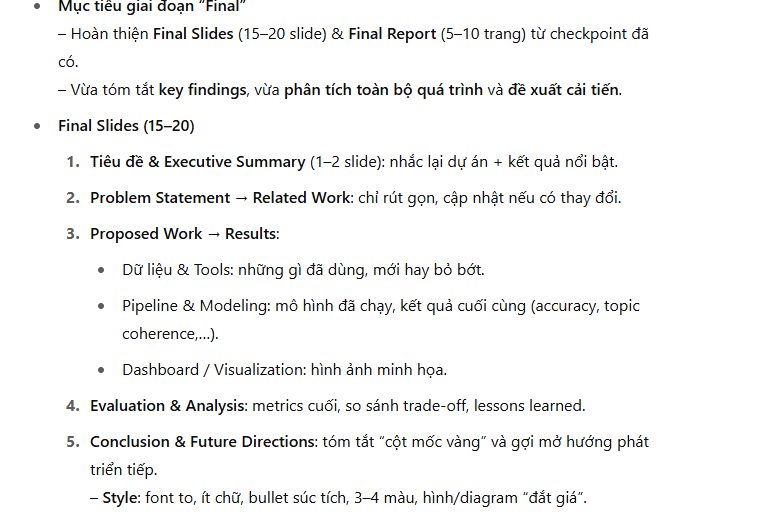 • Mục tiêu giai đoạn “Final”
– Hoàn thiện Final Slides (15–20 slide) & Final Report (5–10 trang) từ checkpoint đã
có.
– Vừa tóm tắt key findings, vừa phân tích toàn bộ quá trình và đề xuất cải tiến.
• Final Slides (15–20)
1. Tiêu đề & Executive Summary (1–2 slide): nhắc lại dự án + kết quả nổi bật.
2. Problem Statement → Related Work: chỉ rút gọn, cập nhật nếu có thay đổi.
3. Proposed Work → Results:
• Dữ liệu & Tools: những gì đã dùng, mới hay bỏ bớt.
• Pipeline & Modeling: mô hình đã chạy, kết quả cuối cùng (accuracy, topic
coherence,…).
• Dashboard / Visualization: hình ảnh minh họa.
4. Evaluation & Analysis: metrics cuối, so sánh trade-off, lessons learned.
5. Conclusion & Future Directions: tóm tắt “cột mốc vàng” và gợi mở hướng phát
triển tiếp.
– Style: font to, ít chữ, bullet súc tích, 3–4 màu, hình/diagram “đắt giá”.